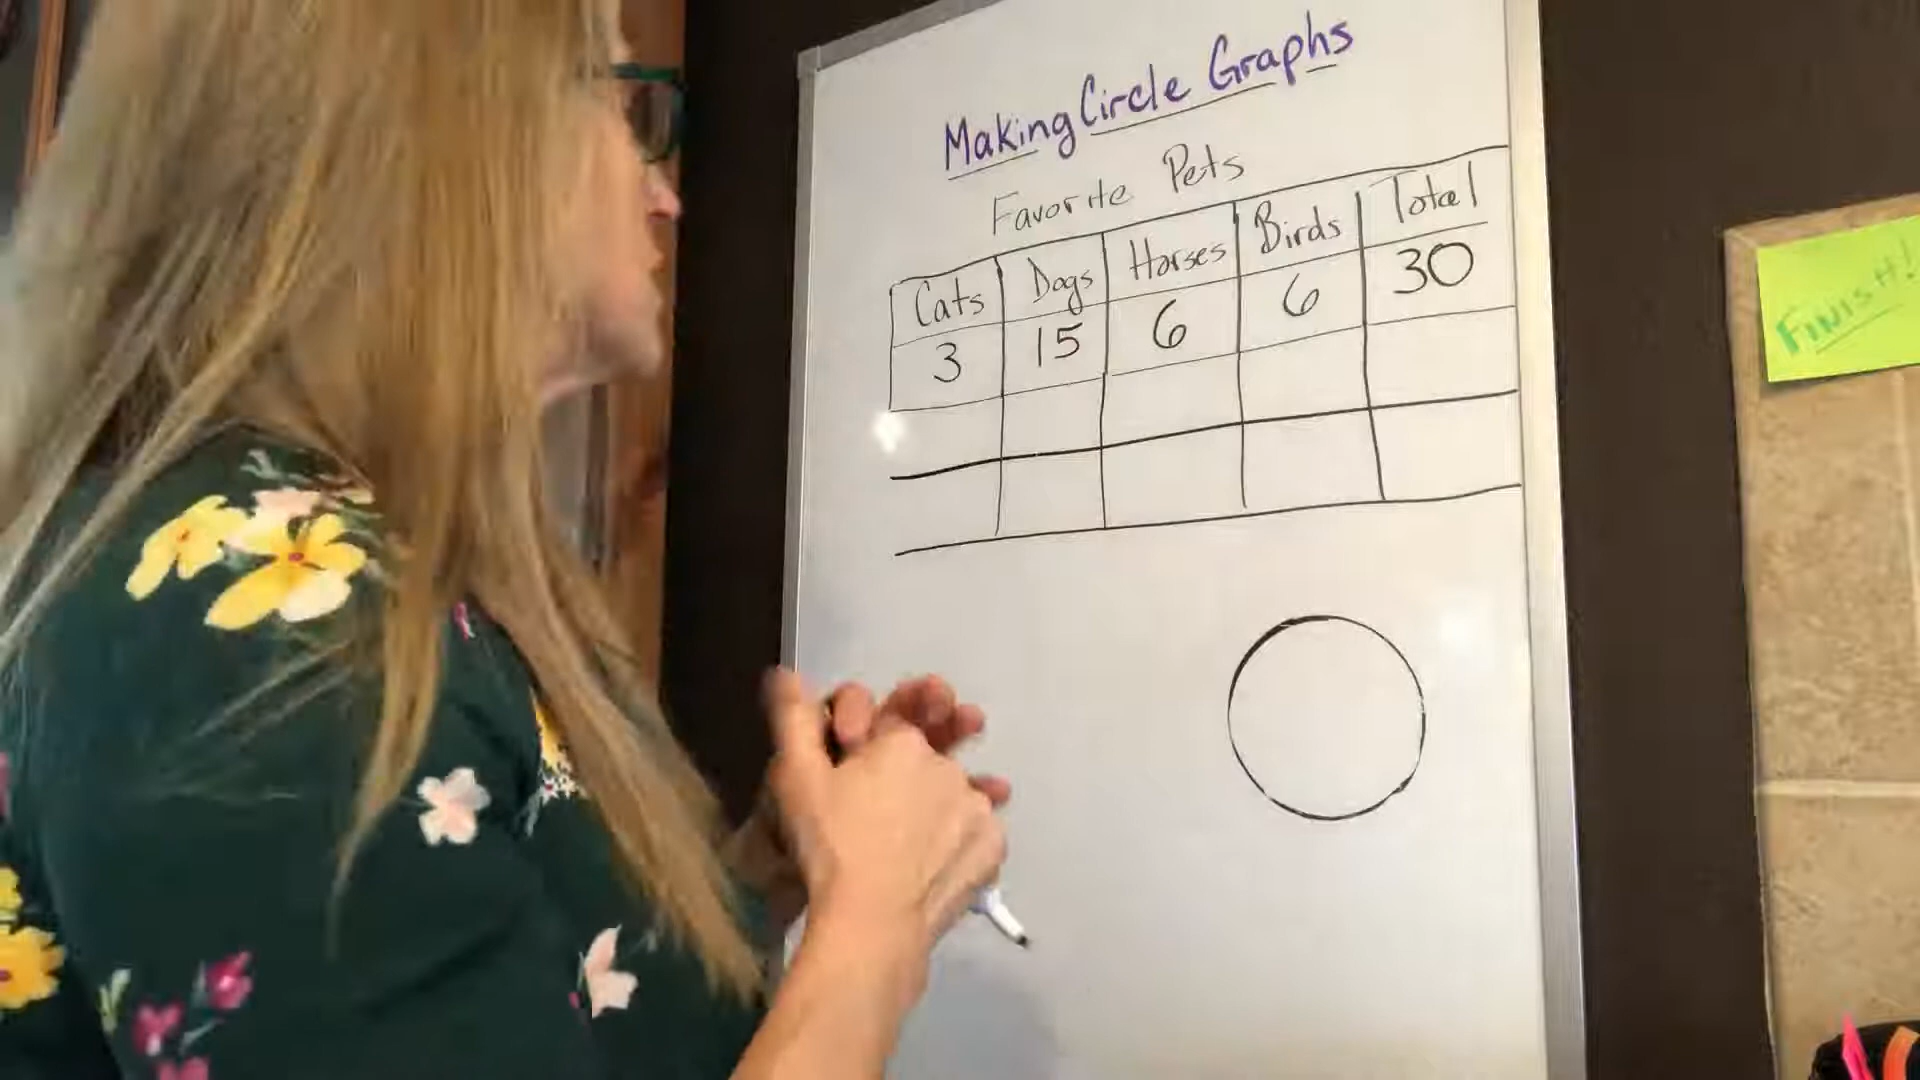 Making Circle Graphs
Favorite Pets
Cats Dogs Horses Birds Total
3 15 6 6 30
FINISH!